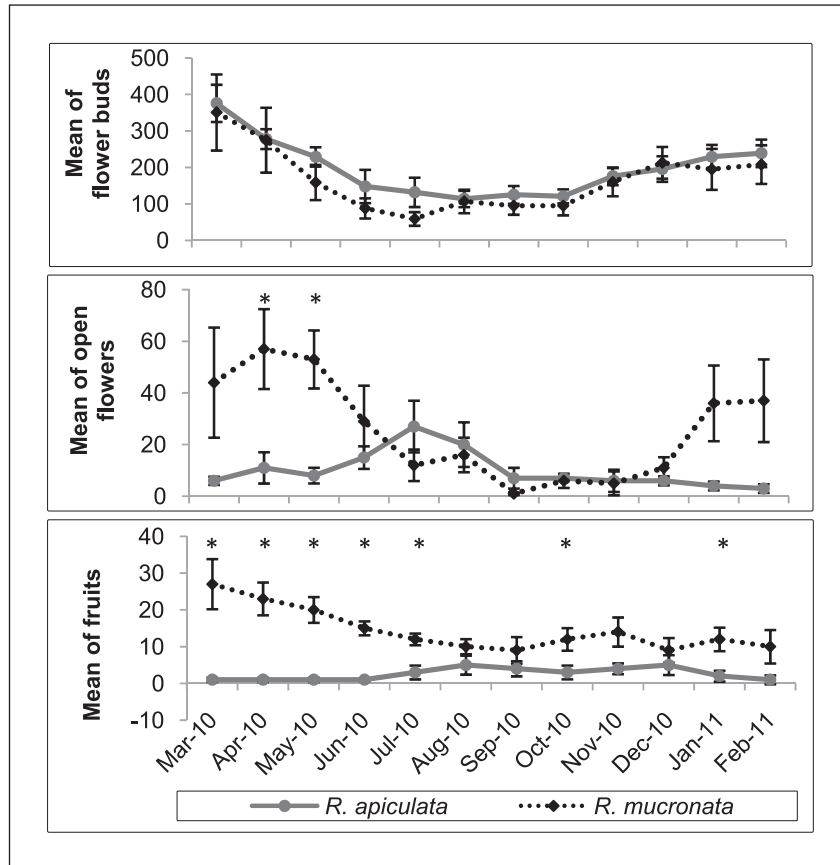 Mean of
flower buds
500
400
300
200
100
0
Mean of open
flowers
80
60
40
20
0
* *
Mean of fruits
40
30
20
10
0
-10
* * * * * * *
Mar-10 Apr-10 May-10 Jun-10 Jul-10 Aug-10 Sep-10 Oct-10 Nov-10 Dec-10 Jan-11 Feb-11
R. apiculata R. mucronata